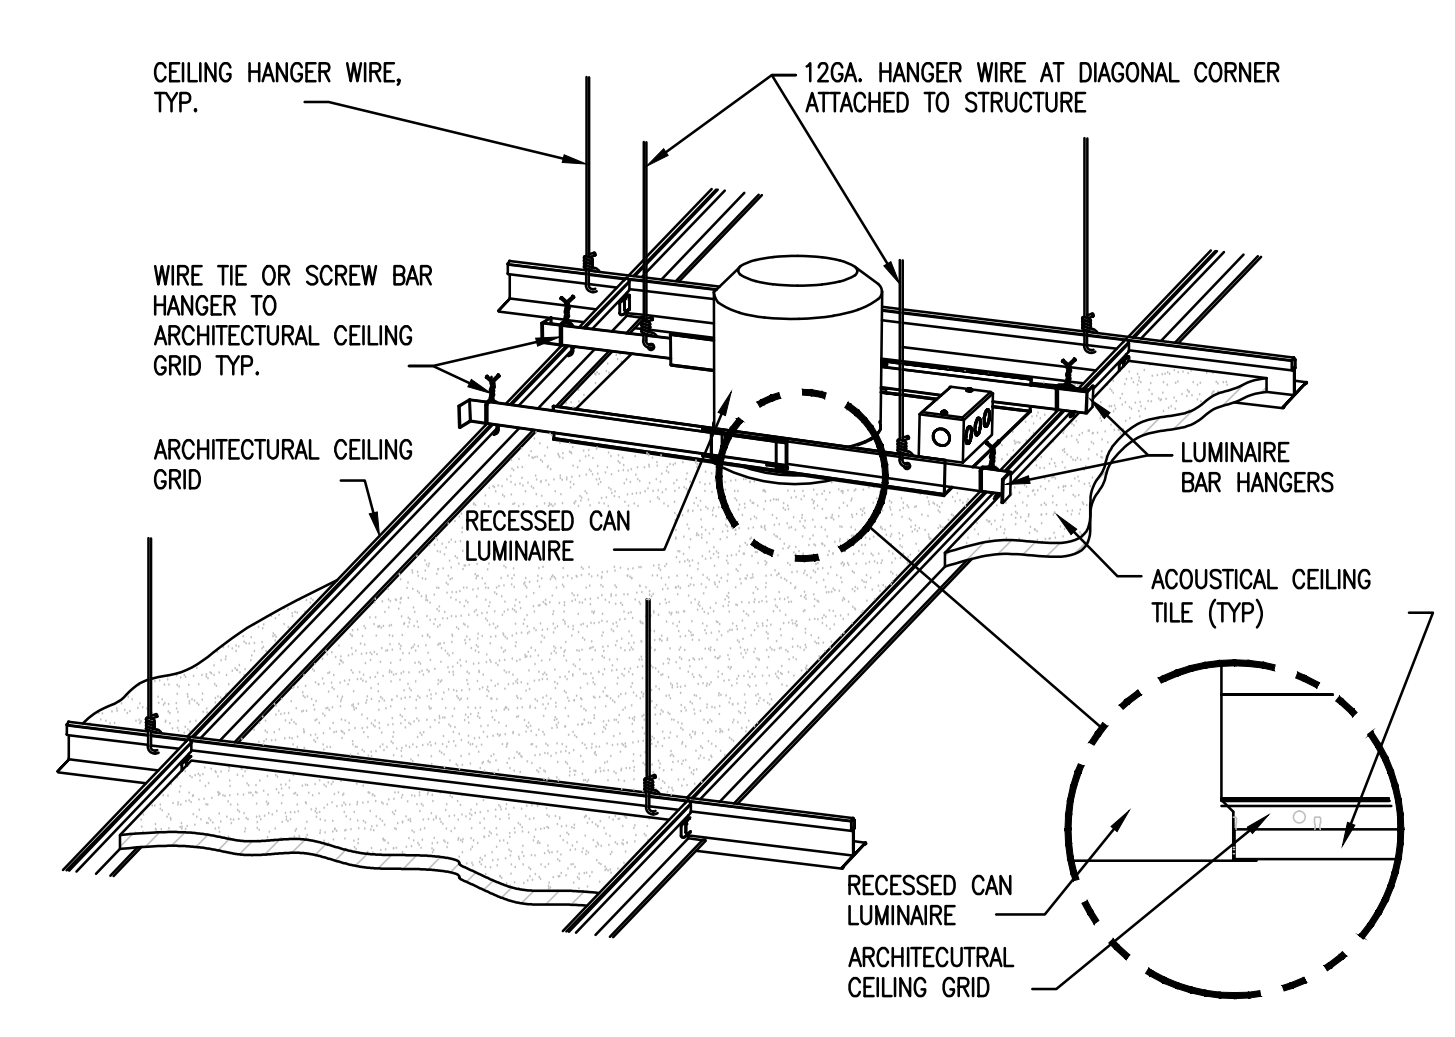 CEILING HANGER WIRE,
TYP.
12GA. HANGER WIRE AT DIAGONAL CORNER
ATTACHED TO STRUCTURE
WIRE TIE OR SCREW BAR
HANGER TO
ARCHITECTURAL CEILING
GRID TYP.
ARCHITECTURAL CEILING
GRID
LUMINAIRE
BAR HANGERS
RECESSED CAN
LUMINAIRE
ACOUSTICAL CEILING
TILE (TYP)
RECESSED CAN
LUMINAIRE
ARCHITECUTRAL
CEILING GRID